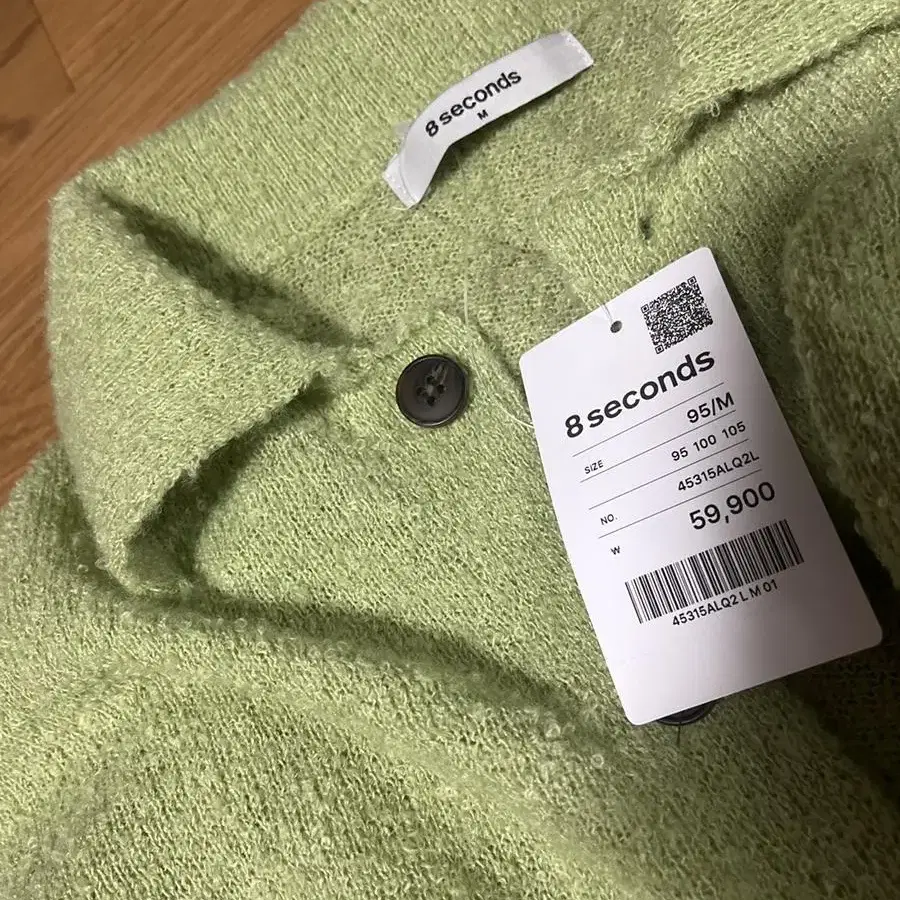 8 seconds
M
8 seconds
95/M
SIZE 95 100 105
NO. 45315ALQ2L
W 59,900
45315ALQ2 L M 01